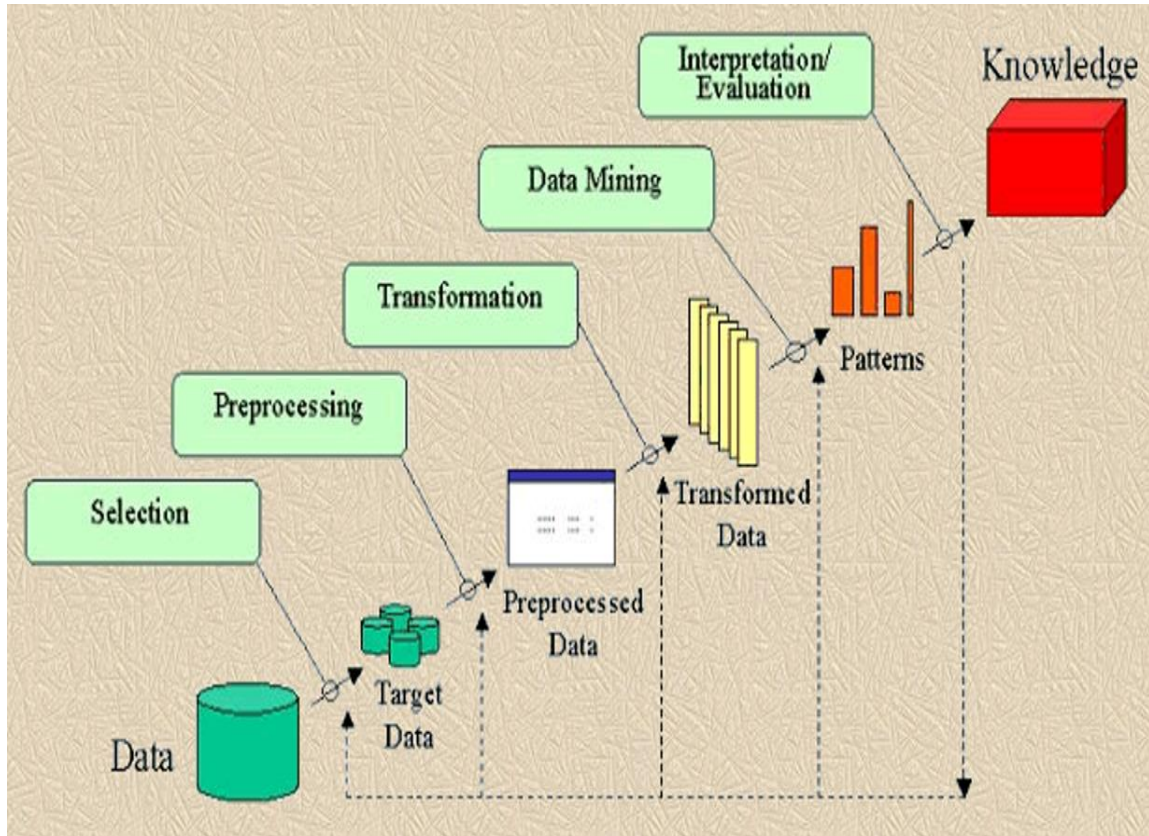 Interpretation/
Evaluation
Knowledge
Data Mining
Transformation
Patterns
Preprocessing
Transformed
Data
Selection
Preprocessed
Data
Target
Data
Data